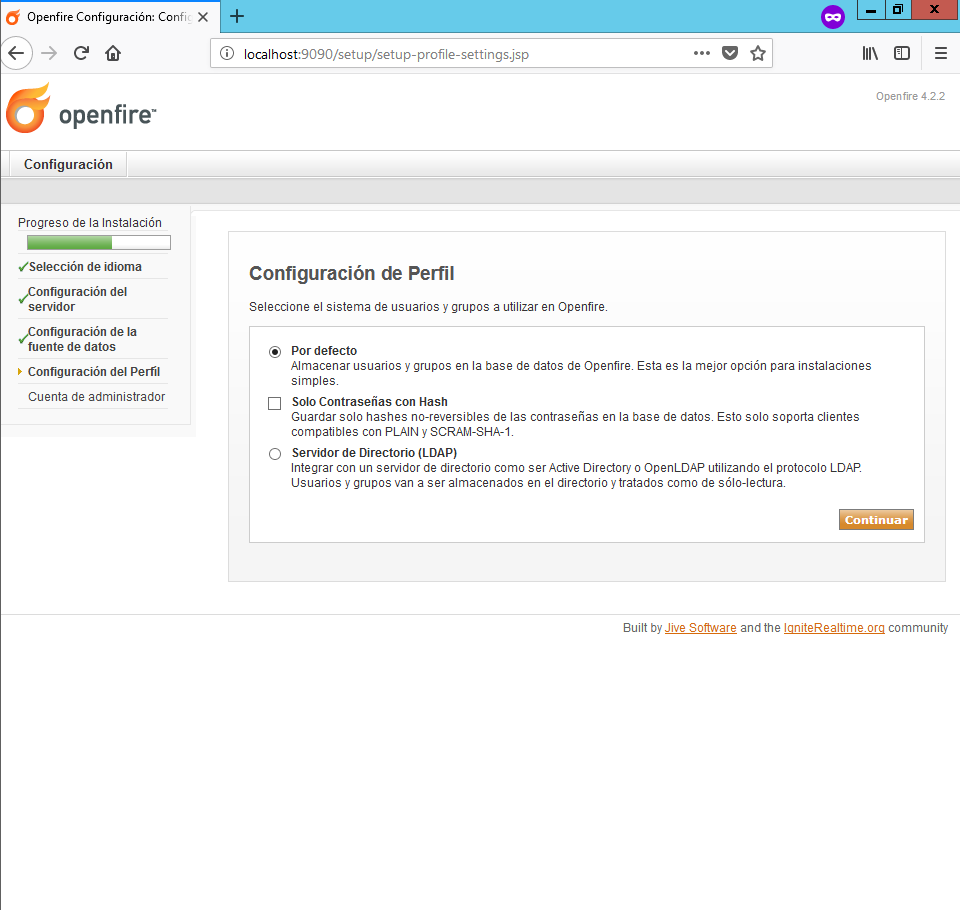 Openfire Configuración: Config
localhost:9090/setup/setup-profile-settings.jsp
openfire™
Openfire 4.2.2
Configuración
Progreso de la Instalación
Selección de idioma
Configuración del
servidor
Configuración de la
fuente de datos
Configuración del Perfil
Cuenta de administrador
Configuración de Perfil
Seleccione el sistema de usuarios y grupos a utilizar en Openfire.
Por defecto
Almacenar usuarios y grupos en la base de datos de Openfire. Esta es la mejor opción para instalaciones
simples.
Solo Contraseñas con Hash
Guardar solo hashes no-reversibles de las contraseñas en la base de datos. Esto solo soporta clientes
compatibles con PLAIN y SCRAM-SHA-1.
Servidor de Directorio (LDAP)
Integrar con un servidor de directorio como ser Active Directory o OpenLDAP utilizando el protocolo LDAP.
Usuarios y grupos van a ser almacenados en el directorio y tratados como de sólo-lectura.
Continuar
Built by Jive Software and the IgniteRealtime.org community